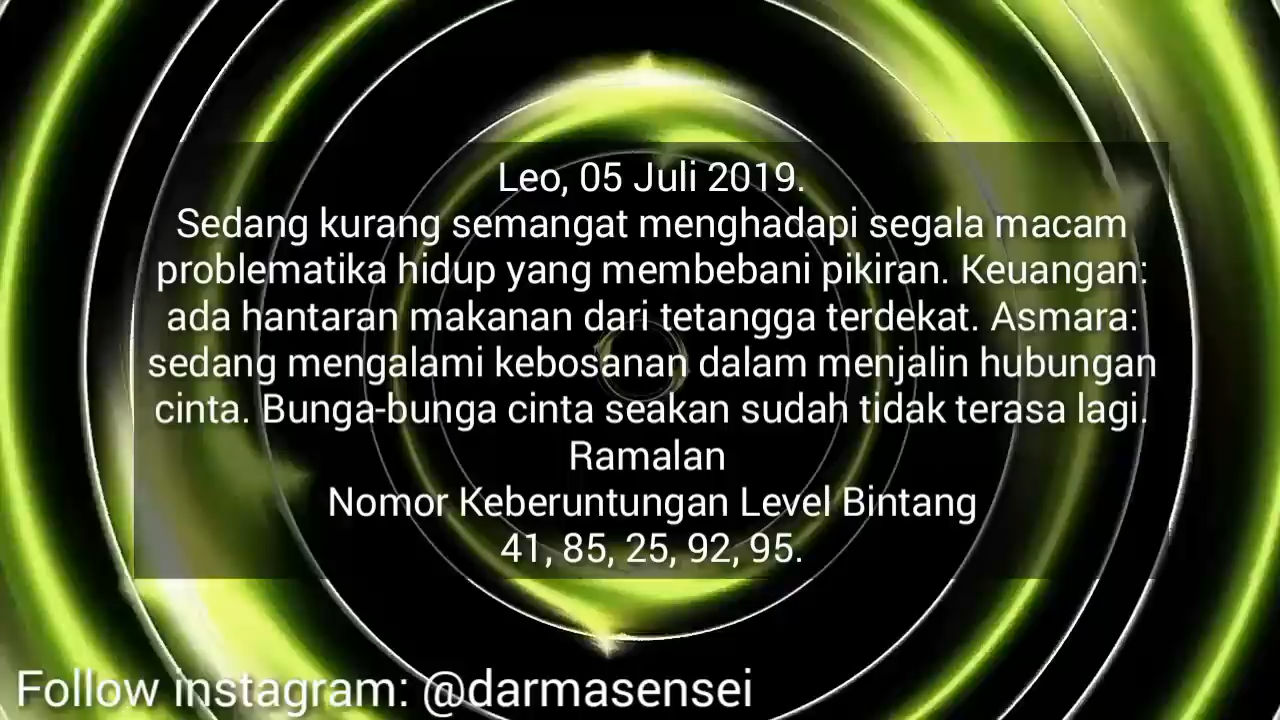 Leo, 05 Juli 2019.
Sedang kurang semangat menghadapi segala macam
problematika hidup yang membebani pikiran. Keuangan:
ada hantaran makanan dari tetangga terdekat. Asmara:
sedang mengalami kebosanan dalam menjalin hubungan
cinta. Bunga-bunga cinta seakan sudah tidak terasa lagi.
Ramalan
Nomor Keberuntungan Level Bintang
41, 85, 25, 92, 95.
Follow instagram: @darmasensei